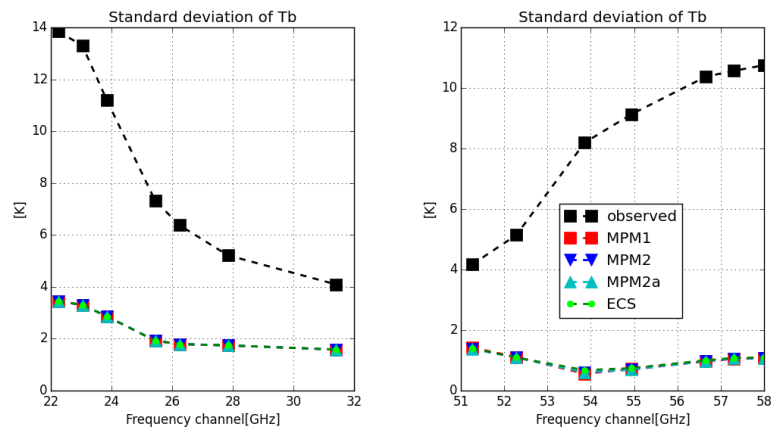 Standard deviation of Tb
14
12
10
8
6
4
2
0
[K]
22 24 26 28 30 32
Frequency channel[GHz]
Standard deviation of Tb
12
10
8
6
4
2
0
[K]
observed
MPM1
MPM2
MPM2a
ECS
51 52 53 54 55 56 57 58
Frequency channel[GHz]